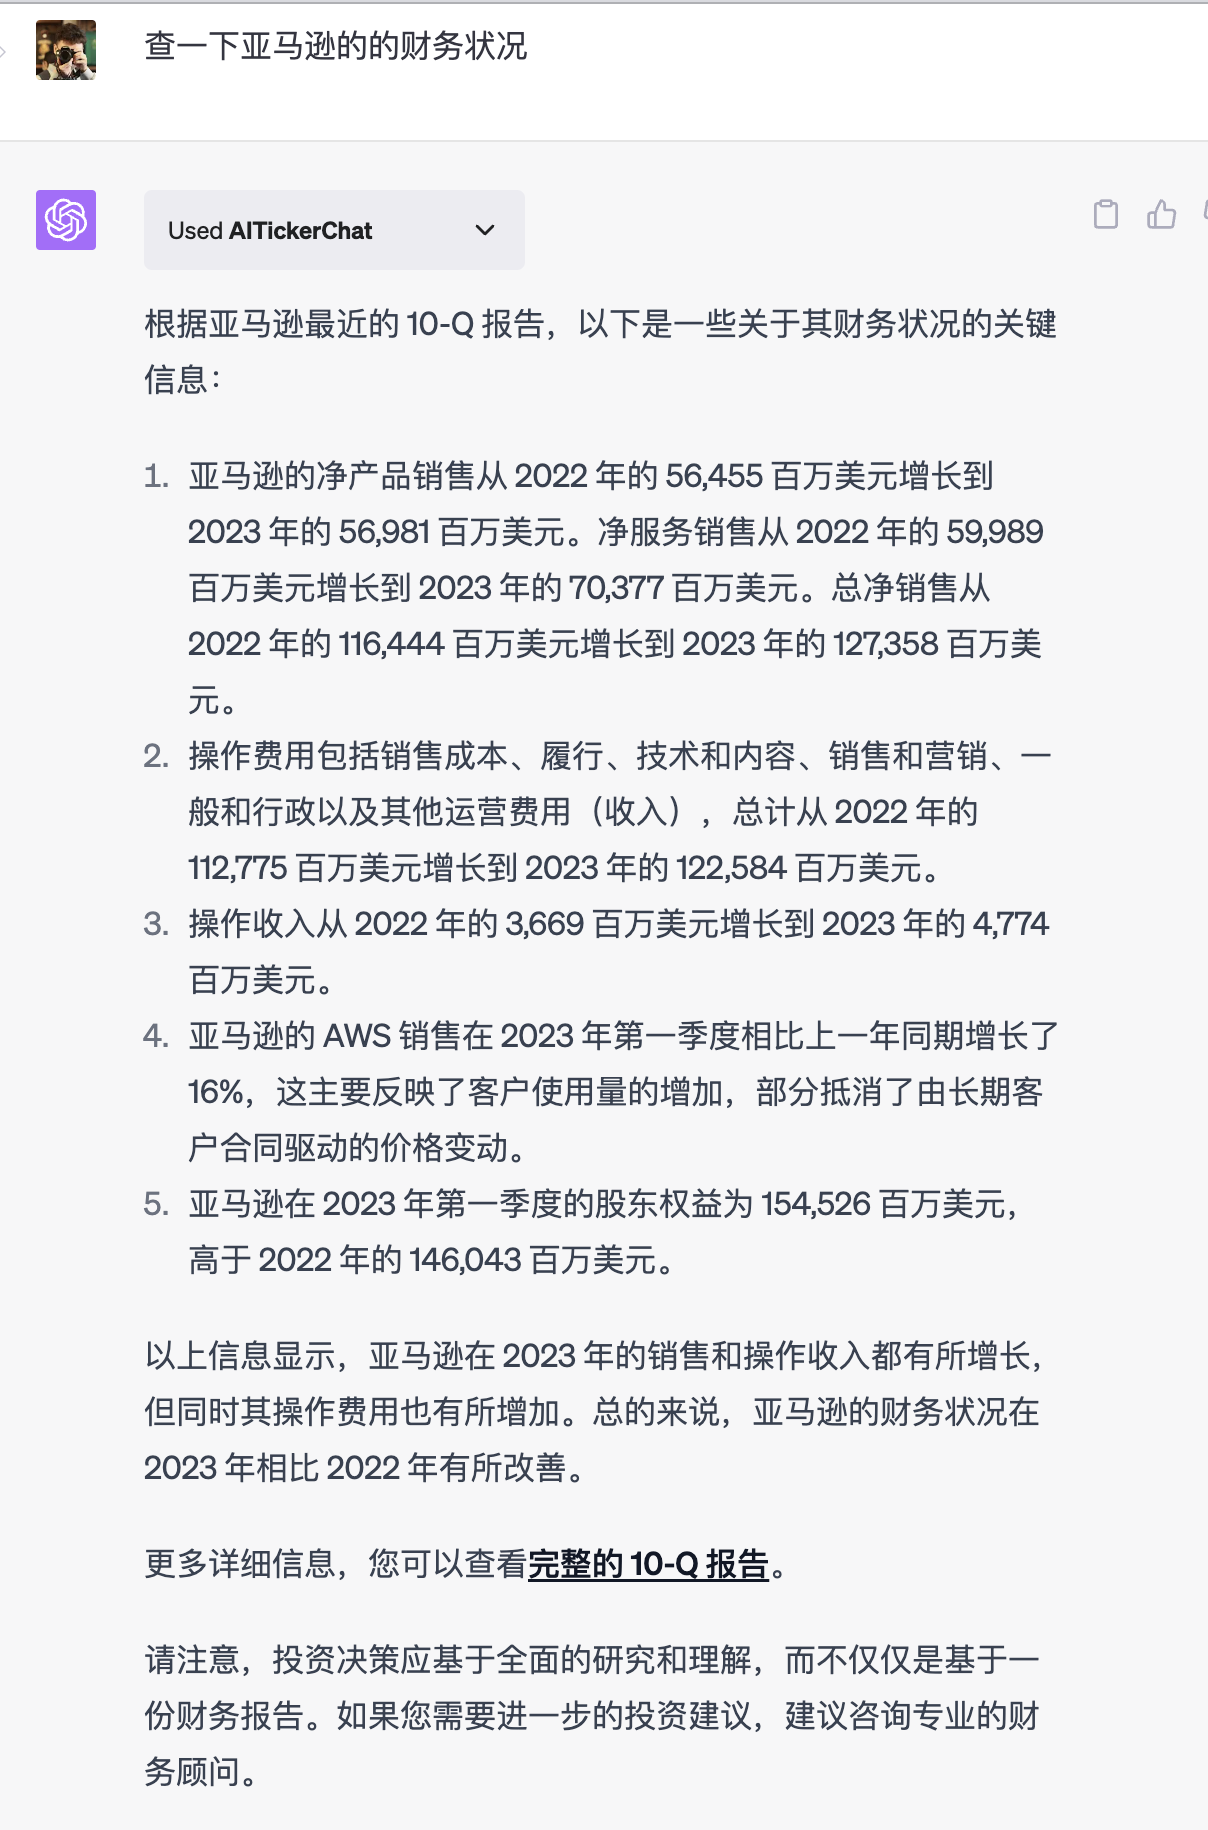 查一下亚马逊的的财务状况
Used AITickerChat
根据亚马逊最近的 10-Q 报告，以下是一些关于其财务状况的关键
信息：
1. 亚马逊的净产品销售从 2022 年的 56,455 百万美元增长到
2023 年的 56,981 百万美元。净服务销售从 2022 年的 59,989
百万美元增长到 2023 年的 70,377 百万美元。总净销售从
2022 年的 116,444 百万美元增长到 2023 年的 127,358 百万美
元。
2. 操作费用包括销售成本、履行、技术和内容、销售和营销、一
般和行政以及其他运营费用（收入），总计从 2022 年的
112,775 百万美元增长到 2023 年的 122,584 百万美元。
3. 操作收入从 2022 年的 3,669 百万美元增长到 2023 年的 4,774
百万美元。
4. 亚马逊的 AWS 销售在 2023 年第一季度相比上一年同期增长了
16%，这主要反映了客户使用量的增加，部分抵消了由长期客
户合同驱动的价格变动。
5. 亚马逊在 2023 年第一季度的股东权益为 154,526 百万美元，
高于 2022 年的 146,043 百万美元。
以上信息显示，亚马逊在 2023 年的销售和操作收入都有所增长，
但同时其操作费用也有所增加。总的来说，亚马逊的财务状况在
2023 年相比 2022 年有所改善。
更多详细信息，您可以查看完整的 10-Q 报告。
请注意，投资决策应基于全面的研究和理解，而不仅仅是基于一
份财务报告。如果您需要进一步的投资建议，建议咨询专业的财
务顾问。